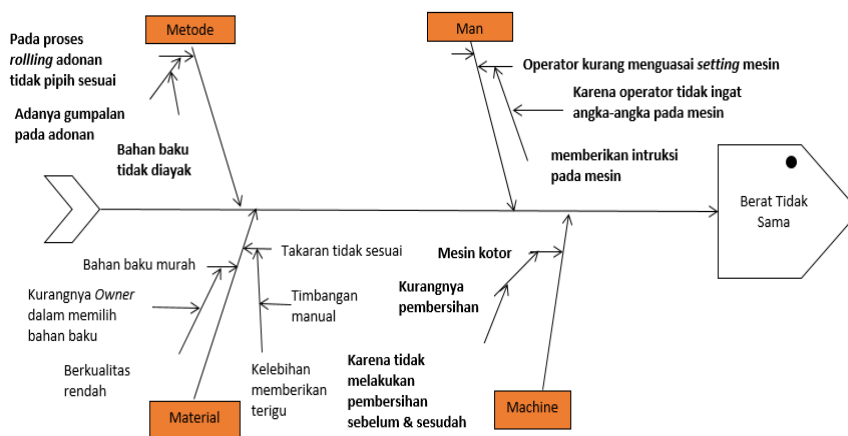 Metode
Pada proses
rolling adonan
tidak pipih sesuai
Adanya gumpalan
pada adonan
Bahan baku
tidak diayak
Man
Operator kurang menguasai setting mesin
Karena operator tidak ingat
angka-angka pada mesin
memberikan intruksi
pada mesin
Berat Tidak
Sama
Bahan baku murah
Kurangnya Owner
dalam memilih
bahan baku
Berkualitas
rendah
Takaran tidak sesuai
Timbangan
manual
Kelebihan
memberikan
terigu
Material
Mesin kotor
Kurangnya
pembersihan
Karena tidak
melakukan
pembersihan
sebelum & sesudah
Machine